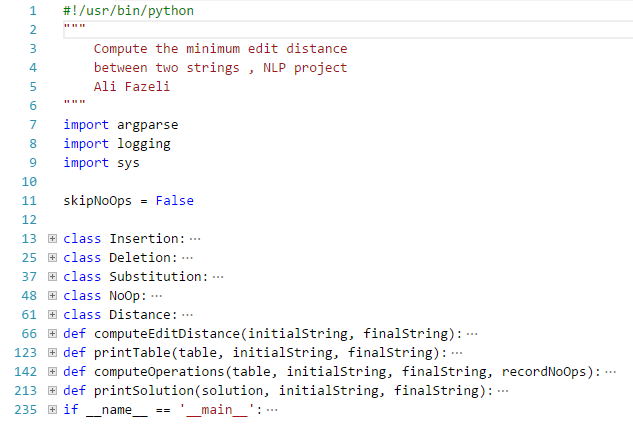 1 #!/usr/bin/python
2 """
3 Compute the minimum edit distance
4 between two strings , NLP project
5 Ali Fazeli
6 """
7 import argparse
8 import logging
9 import sys
10
11 skipNoOps = False
12
13 class Insertion: ...
25 class Deletion: ...
37 class Substitution: ...
48 class NoOp: ...
61 class Distance: ...
66 def computeEditDistance(initialString, finalString): ...
123 def printTable(table, initialString, finalString): ...
142 def computeOperations(table, initialString, finalString, recordNoOps): ...
213 def printSolution(solution, initialString, finalString): ...
235 if __name__ == '__main__': ...